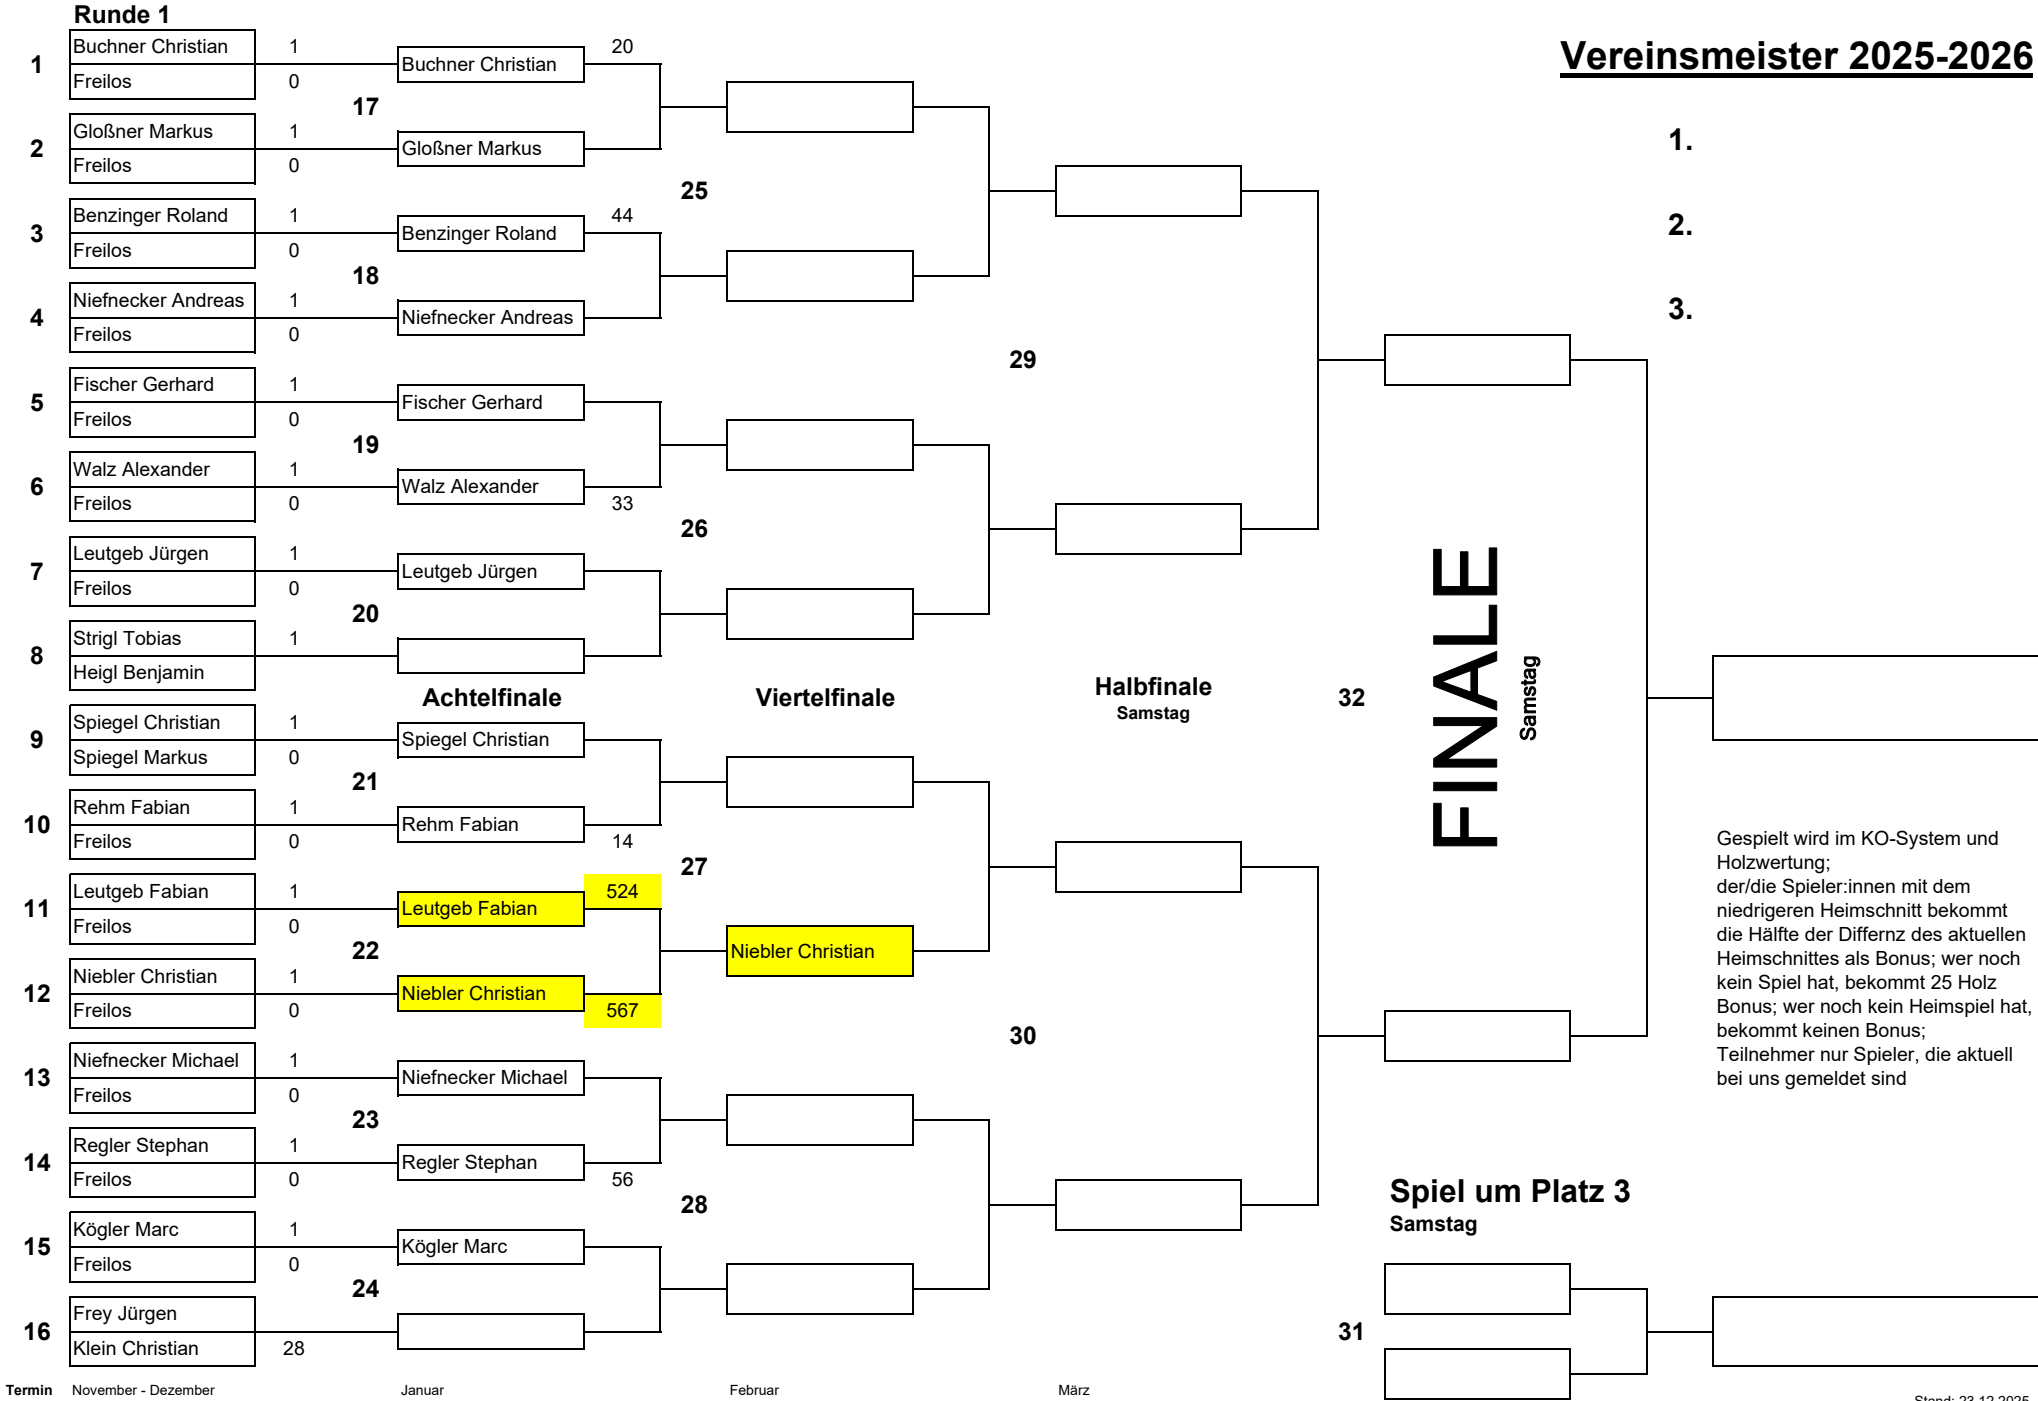 Runde 1
Vereinsmeister 2025-2026
1.
2.
3.
1
Buchner Christian 1
Freilos 0
2
Gloßner Markus 1
Freilos 0
3
Benzinger Roland 1
Freilos 0
4
Niefnecker Andreas 1
Freilos 0
5
Fischer Gerhard 1
Freilos 0
6
Walz Alexander 1
Freilos 0
7
Leutgeb Jürgen 1
Freilos 0
8
Strigl Tobias 1
Heigl Benjamin
9
Spiegel Christian 1
Spiegel Markus 0
10
Rehm Fabian 1
Freilos 0
11
Leutgeb Fabian 1
Freilos 0
12
Niebler Christian 1
Freilos 0
13
Niefnecker Michael 1
Freilos 0
14
Regler Stephan 1
Freilos 0
15
Kögler Marc 1
Freilos 0
16
Frey Jürgen
Klein Christian 28
17
Buchner Christian 20
Gloßner Markus
18
Benzinger Roland 44
Niefnecker Andreas
19
Fischer Gerhard
Walz Alexander 33
20
Leutgeb Jürgen
Achtelfinale
21
Spiegel Christian
Rehm Fabian 14
22
Leutgeb Fabian 524
Niebler Christian 567
23
Niefnecker Michael
Regler Stephan 56
24
Kögler Marc
25
26
Viertelfinale
27
Niebler Christian
28
29
Halbfinale
Samstag
30
32
FINALE
Samstag
Gespielt wird im KO-System und
Holzwertung;
der/die Spieler:innen mit dem
niedrigeren Heimschnitt bekommt
die Hälfte der Differnz des aktuellen
Heimschnittes als Bonus; wer noch
kein Spiel hat, bekommt 25 Holz
Bonus; wer noch kein Heimspiel hat,
bekommt keinen Bonus;
Teilnehmer nur Spieler, die aktuell
bei uns gemeldet sind
Spiel um Platz 3
Samstag
31
Termin November - Dezember Januar Februar März
Stand: 23.12.2025